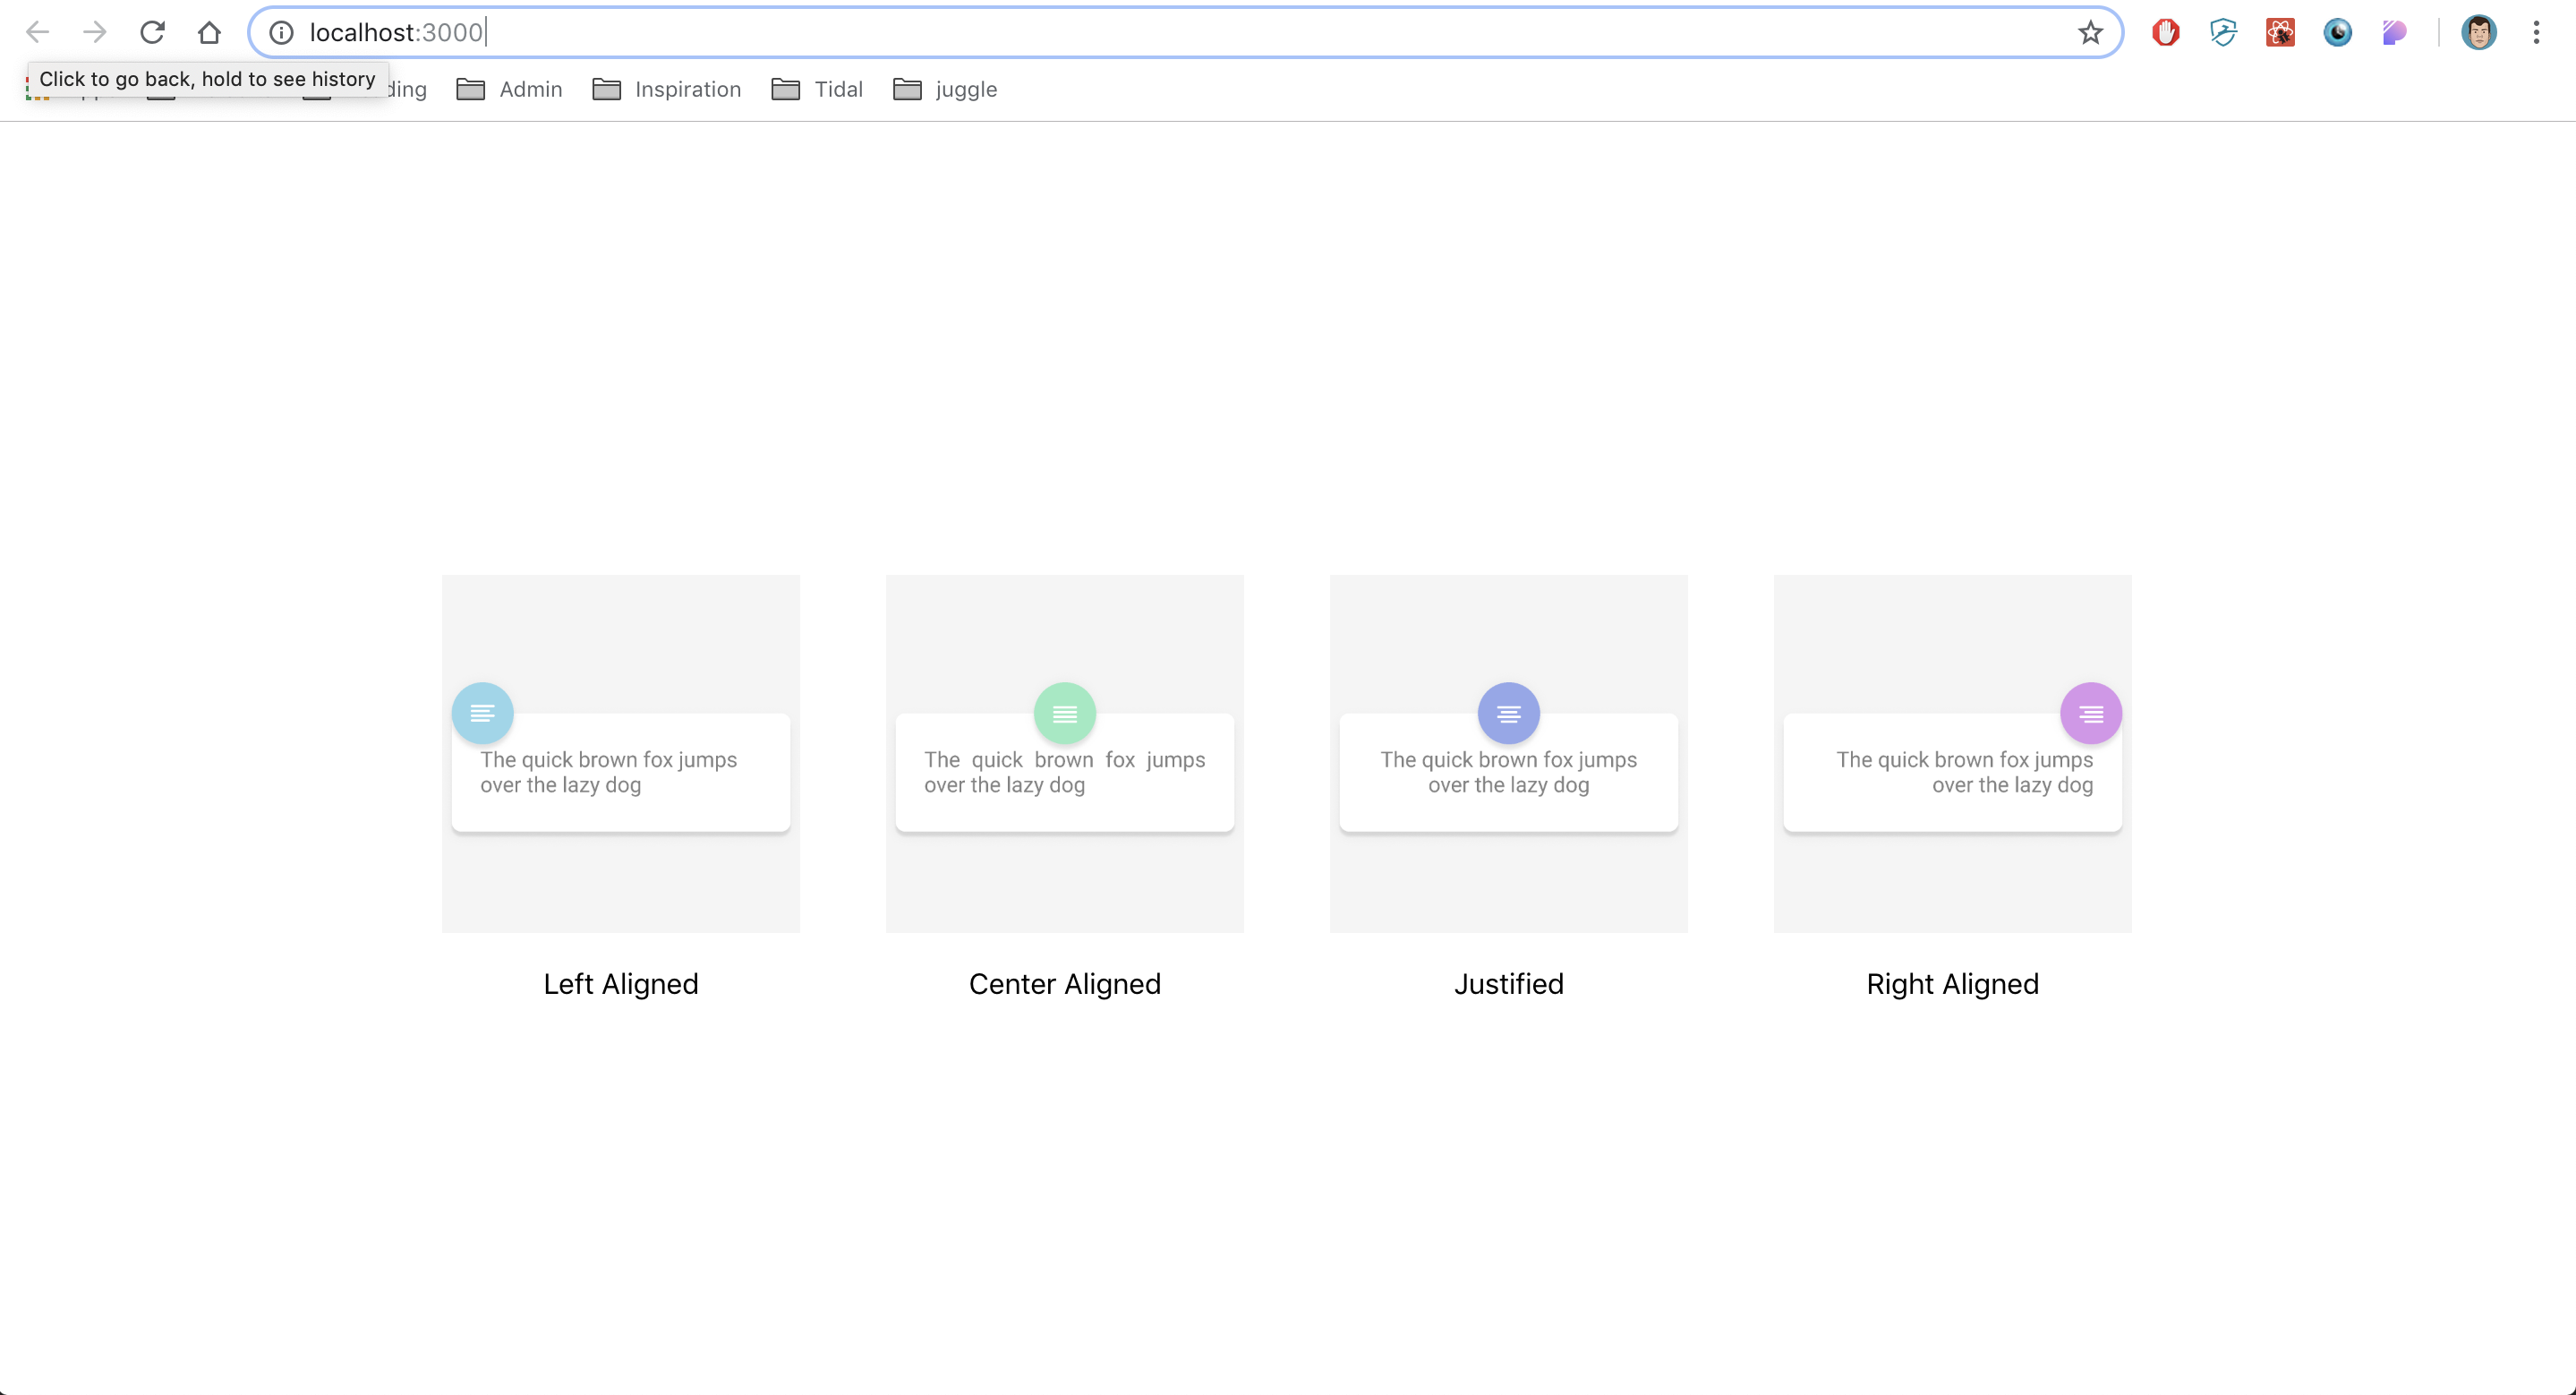 localhost:3000
Click to go back, hold to see history
Admin
Inspiration
Tidal
juggle
The quick brown fox jumps
over the lazy dog
The quick brown fox jumps
over the lazy dog
The quick brown fox jumps
over the lazy dog
The quick brown fox jumps
over the lazy dog
Left Aligned
Center Aligned
Justified
Right Aligned